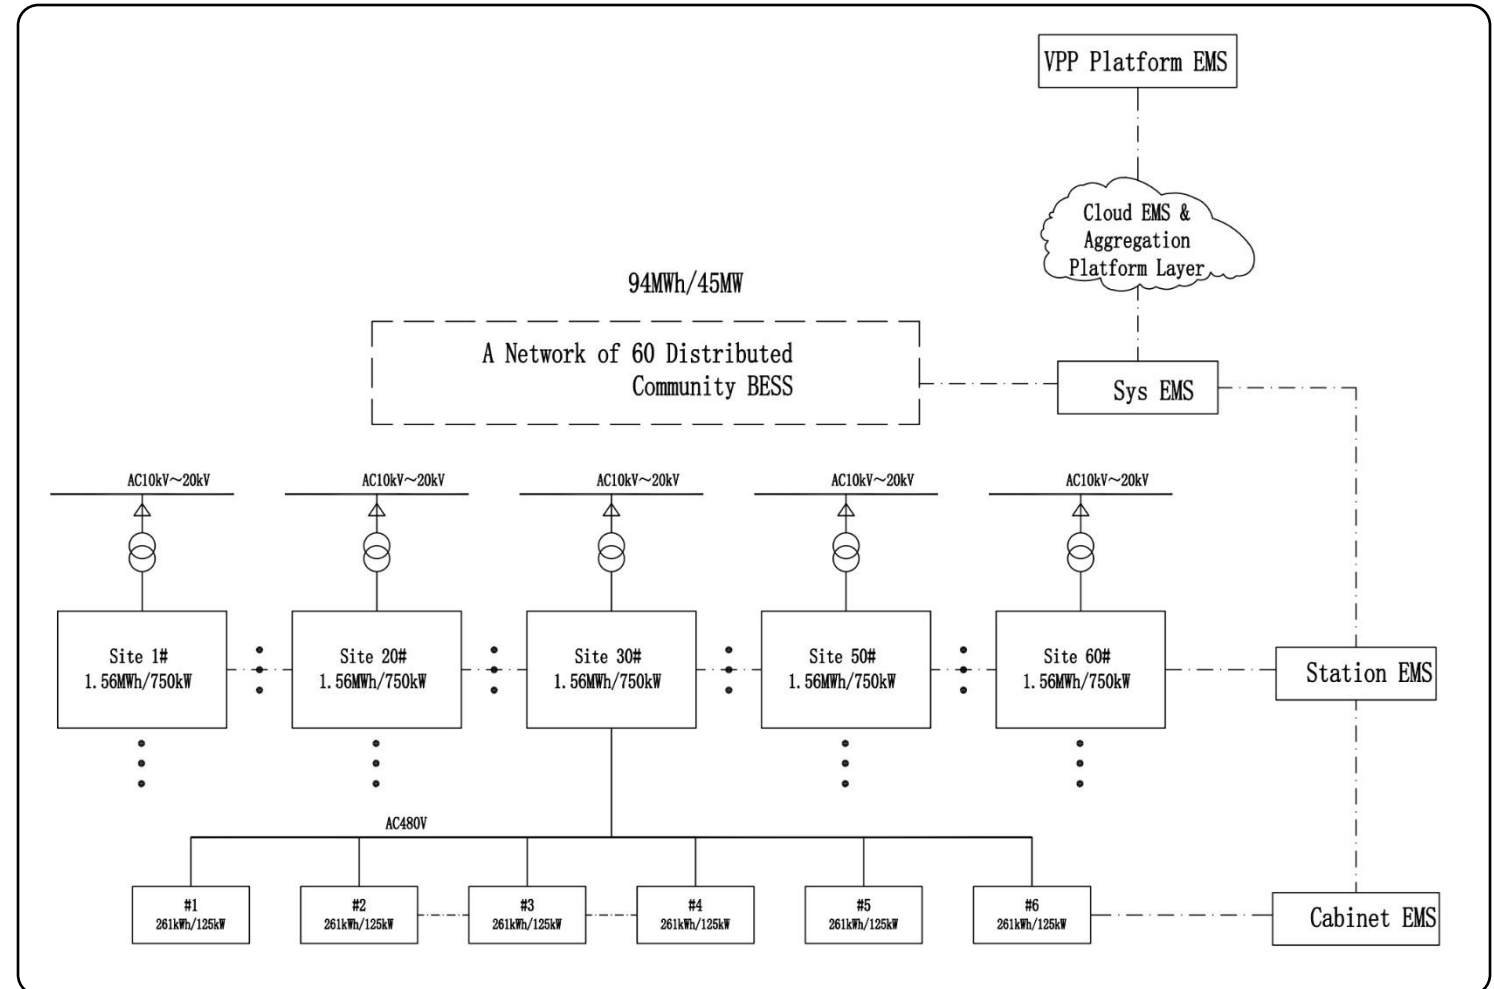 VPP Platform EMS
Cloud EMS &
Aggregation
Platform Layer
94MWh/45MW
A Network of 60 Distributed
Community BESS
Sys EMS
AC10kV～20kV
AC10kV～20kV
AC10kV～20kV
AC10kV～20kV
AC10kV～20kV
Site 1#
1.56MWh/750kW
Site 20#
1.56MWh/750kW
Site 30#
1.56MWh/750kW
Site 50#
1.56MWh/750kW
Site 60#
1.56MWh/750kW
Station EMS
AC480V
#1
261kWh/125kW
#2
261kWh/125kW
#3
261kWh/125kW
#4
261kWh/125kW
#5
261kWh/125kW
#6
261kWh/125kW
Cabinet EMS